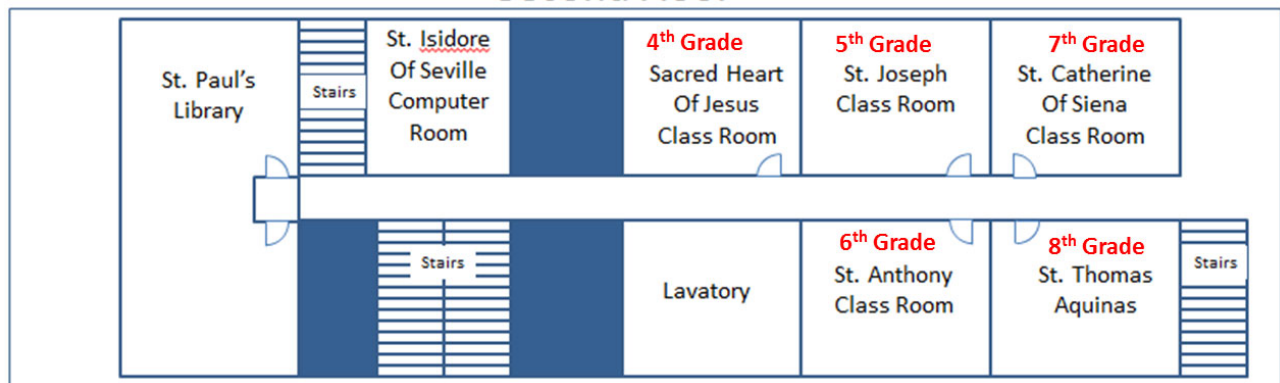 St. Paul's
Library
Stairs
St. Isidore
Of Seville
Computer
Room
4th Grade
Sacred Heart
Of Jesus
Class Room
5th Grade
St. Joseph
Class Room
7th Grade
St. Catherine
Of Siena
Class Room
Stairs
Lavatory
6th Grade
St. Anthony
Class Room
8th Grade
St. Thomas
Aquinas
Stairs